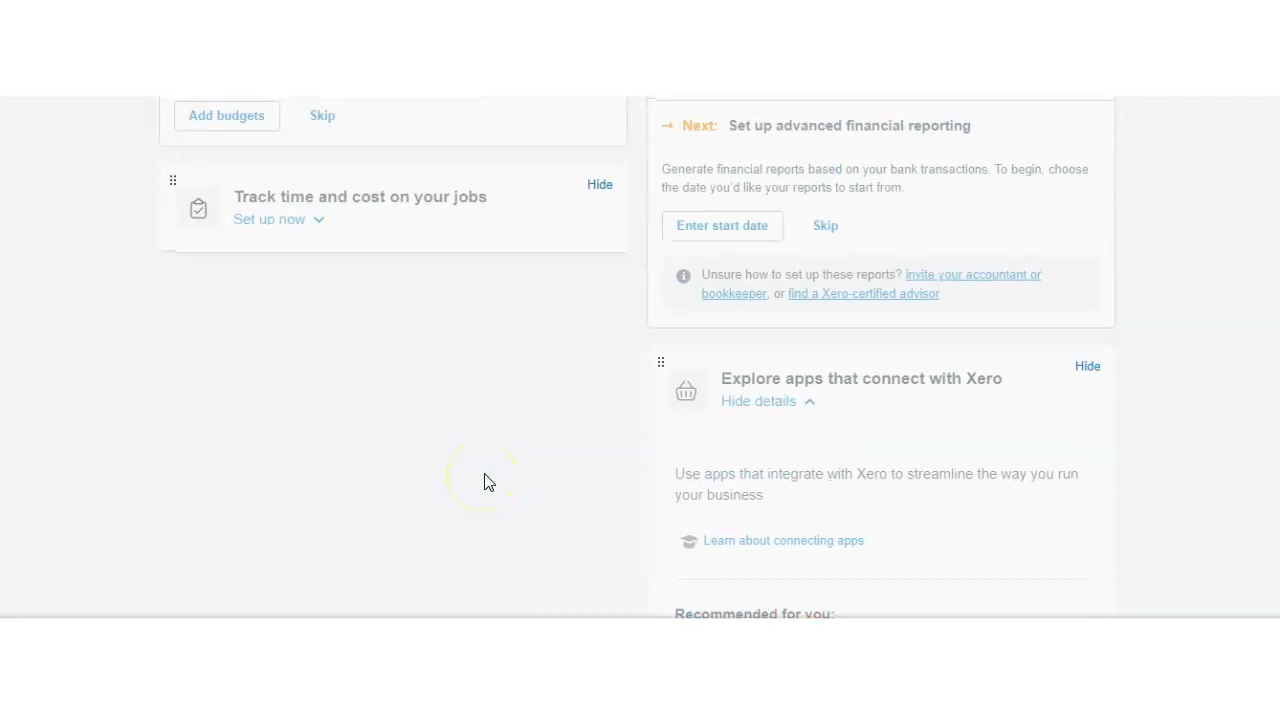 Add budgets
Skip
Track time and cost on your jobs
Hide
Set up now
Next: Set up advanced financial reporting
Generate financial reports based on your bank transactions. To begin, choose
the date you'd like your reports to start from.
Enter start date
Skip
Unsure how to set up these reports? invite your accountant or
bookkeeper, or find a Xero-certified advisor
Explore apps that connect with Xero
Hide
Hide details
Use apps that integrate with Xero to streamline the way you run
your business
Learn about connecting apps
Recommended for you: